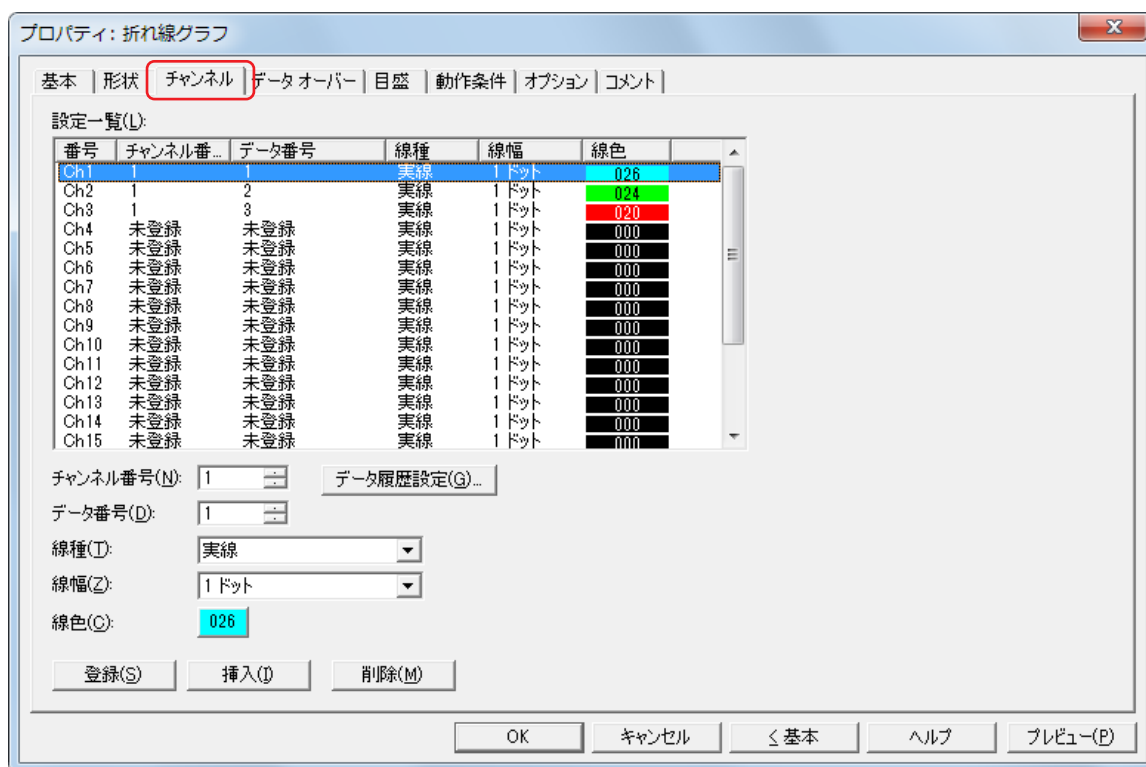 プロパティ: 折れ線グラフ
基本 形状 チャンネル データ オーバー 目盛 動作条件 オプション コメント
設定一覧(L):
番号 チャンネル番... データ番号 線種 線幅 線色
Ch1 1 1 実線 1 ドット 026
Ch2 1 2 実線 1 ドット 024
Ch3 1 3 実線 1 ドット 020
Ch4 未登録 未登録 実線 1 ドット 000
Ch5 未登録 未登録 実線 1 ドット 000
Ch6 未登録 未登録 実線 1 ドット 000
Ch7 未登録 未登録 実線 1 ドット 000
Ch8 未登録 未登録 実線 1 ドット 000
Ch9 未登録 未登録 実線 1 ドット 000
Ch10 未登録 未登録 実線 1 ドット 000
Ch11 未登録 未登録 実線 1 ドット 000
Ch12 未登録 未登録 実線 1 ドット 000
Ch13 未登録 未登録 実線 1 ドット 000
Ch14 未登録 未登録 実線 1 ドット 000
Ch15 未登録 未登録 実線 1 ドット 000
チャンネル番号(N): 1 データ履歴設定(G)...
データ番号(D): 1
線種(T): 実線
線幅(Z): 1 ドット
線色(C): 026
登録(S) 挿入(I) 削除(M)
OK キャンセル < 基本 ヘルプ プレビュー(P)